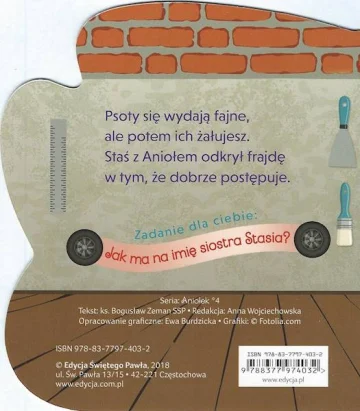 Psoty się wydają fajne,
ale potem ich żałujesz.
Staś z Aniołem odkrył frajdę
w tym, że dobrze postępuje.
Zadanie dla ciebie:
Jak ma na imię siostra Stasia?
Seria: Aniołek *4
Tekst: ks. Bogusław Zeman SSP • Redakcja: Anna Wojciechowska
Opracowanie graficzne: Ewa Burdzicka • Grafiki: © Fotolia.com
ISBN 978-83-7797-403-2
© Edycja Świętego Pawła, 2018
ul. Św. Pawła 13/15 • 42-221 Częstochowa
www.edycja.com.pl
ISBN 978-83-7797-403-2
9 788377 974032 >